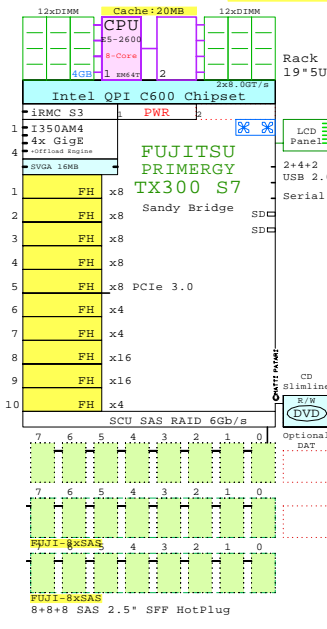 12xDIMM Cache:20MB 12xDIMM
CPU
E5-2600
8-Core
4GB 1 EM64T 2
Rack
19"5U
2x8.0GT/s
Intel QPI C600 Chipset
iRMC S3 1 PWR 2
1 I350AM4
4x GigE
4 +Offload Engine
SVGA 16MB
LCD
Panel
FUJITSU
PRIMERGY
TX300 S7
Sandy Bridge
2+4+2
USB 2.0
Serial
SD
SD
1 FH x8
2 FH x8
3 FH x8
4 FH x8
5 FH x8 PCIe 3.0
6 FH x4
7 FH x4
8 FH x16
9 FH x16
10 FH x4
©MATTI PATARI
CD
Slimline
R/W
DVD
Optional
DAT
SCU SAS RAID 6Gb/s
7 6 5 4 3 2 1 0
7 6 5 4 3 2 1 0
FUJI-8xSAS
7 6 5 4 3 2 1 0
FUJI-8xSAS
8+8+8 SAS 2.5" SFF HotPlug